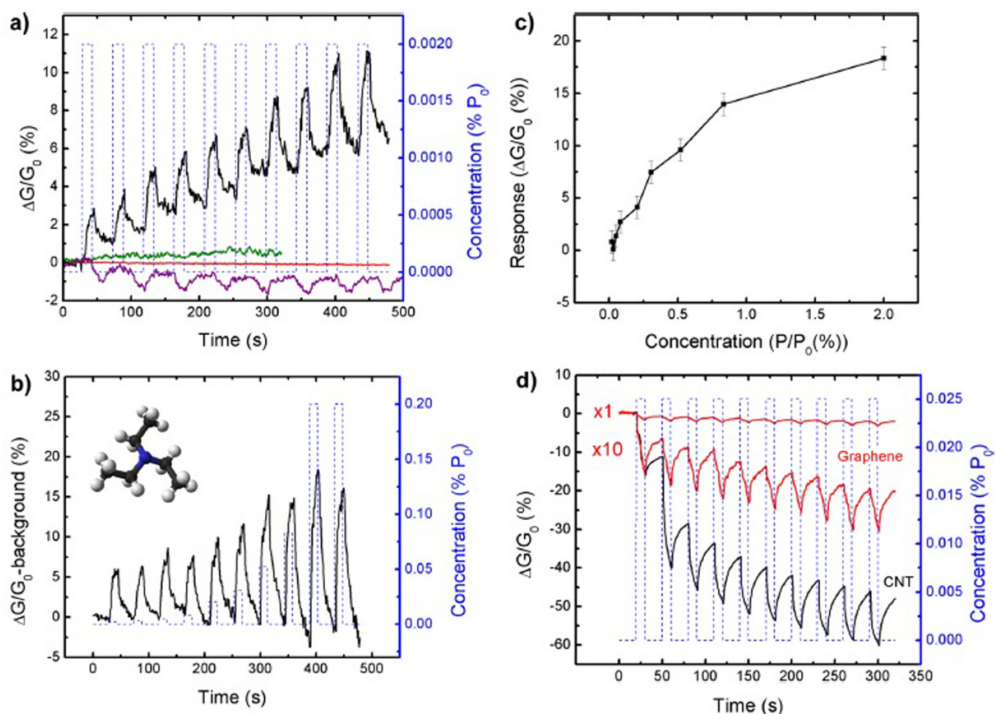 a)
12
10
8
6
4
2
0
-2
ΔG/G₀ (%)
0 100 200 300 400 500
Time (s)
0.0020
0.0015
0.0010
0.0005
0.0000
Concentration (% P₀)
c)
25
20
15
10
5
0
5
Response (ΔG/G₀ (%))
0.0 0.5 1.0 1.5 2.0
Concentration (P/P₀(%))
b)
30
25
20
15
10
5
0
-5
ΔG/G₀-background (%)
0 100 200 300 400 500
Time (s)
0.20
0.15
0.10
0.05
0.00
Concentration (% P₀)
d)
10
0
-10
-20
-30
-40
-50
-60
ΔG/G₀ (%)
x1
x10
Graphene
CNT
0 50 100 150 200 250 300 350
Time (s)
0.025
0.020
0.015
0.010
0.005
0.000
Concentration (% P₀)